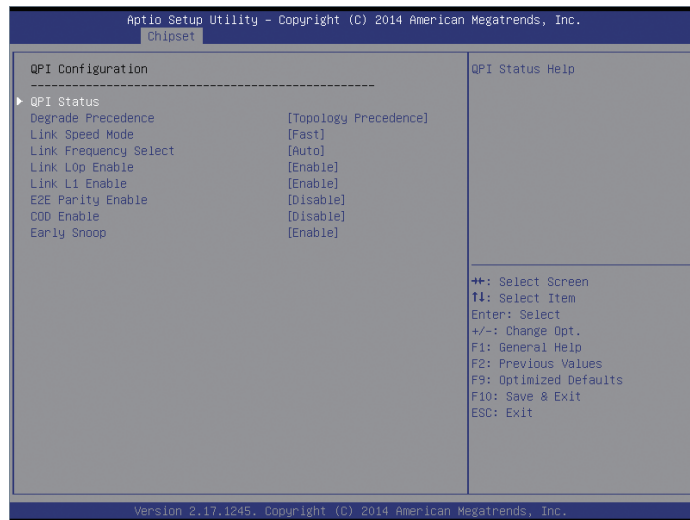 Aptio Setup Utility – Copyright (C) 2014 American Megatrends, Inc.
Chipset
QPI Configuration
------------------------------------------------
QPI Status
Degrade Precedence [Topology Precedence]
Link Speed Mode [Fast]
Link Frequency Select [Auto]
Link L0p Enable [Enable]
Link L1 Enable [Enable]
E2E Parity Enable [Disable]
COD Enable [Disable]
Early Snoop [Enable]
QPI Status Help
→←: Select Screen
↑↓: Select Item
Enter: Select
+/-: Change Opt.
F1: General Help
F2: Previous Values
F9: Optimized Defaults
F10: Save & Exit
ESC: Exit
Version 2.17.1245. Copyright (C) 2014 American Megatrends, Inc.